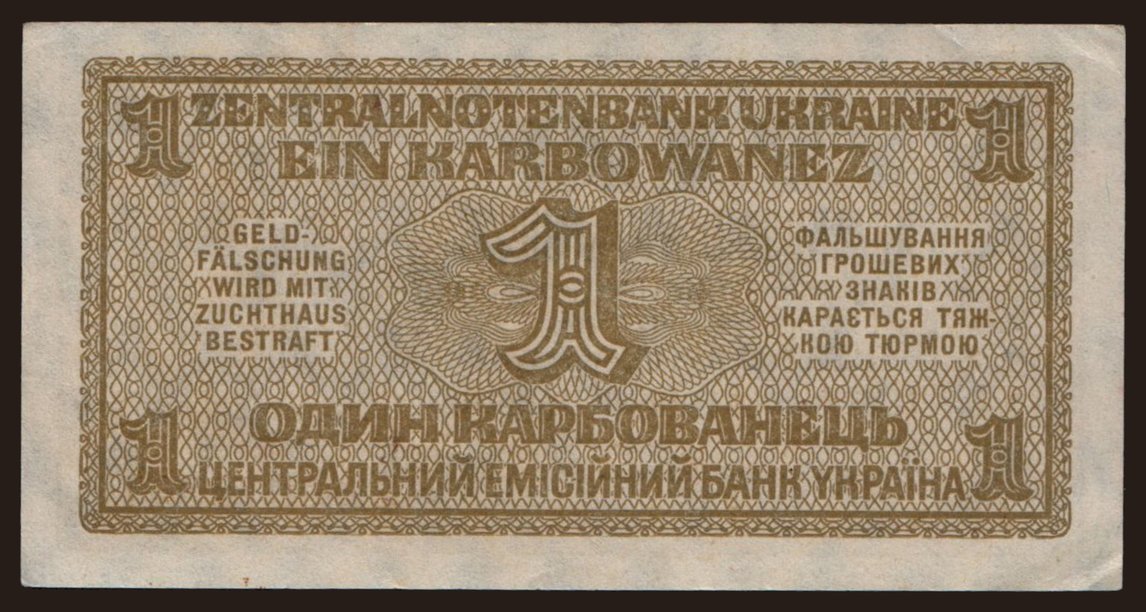 1 ZENTRALNOTENBANK UKRAINE 1
EIN KARBOWANEZ
GELD-
FÄLSCHUNG
WIRD MIT
ZUCHTHAUS
BESTRAFT
1
ФАЛЬШУВАННЯ
ГРОШЕВИХ
ЗНАКІВ
КАРАЄТЬСЯ ТЯЖ-
КОЮ ТЮРМОЮ
ОДИН КАРБОВАНЕЦЬ
1 ЦЕНТРАЛЬНИЙ ЕМІСІЙНИЙ БАНК УКРАЇНА 1